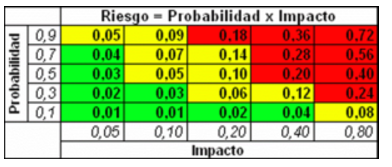 Riesgo = Probabilidad x Impacto
Probabilidad
0,9 0,05 0,09 0,18 0,36 0,72
0,7 0,04 0,07 0,14 0,28 0,56
0,5 0,03 0,05 0,10 0,20 0,40
0,3 0,02 0,03 0,06 0,12 0,24
0,1 0,01 0,01 0,02 0,04 0,08
0,05 0,10 0,20 0,40 0,80
Impacto